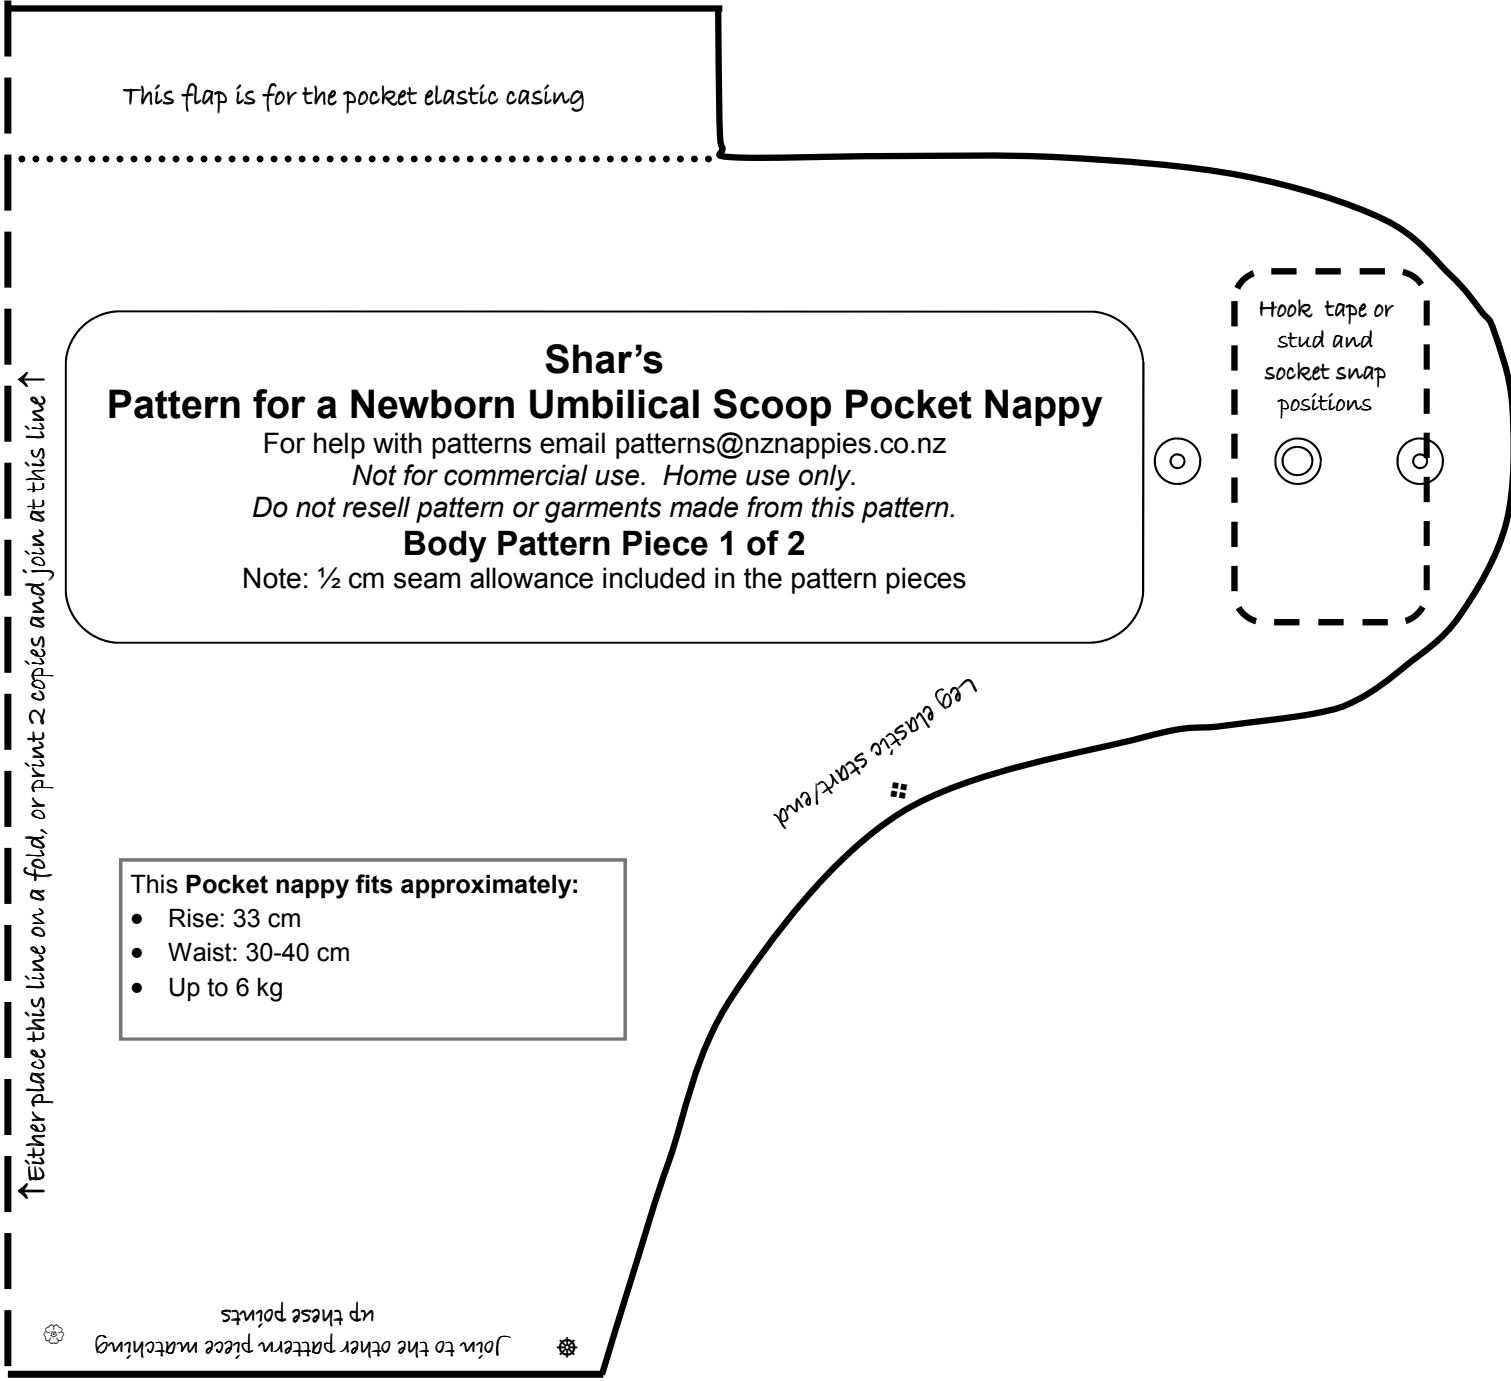 This flap is for the pocket elastic casing
Hook tape or
stud and
socket snap
positions
Shar's
Pattern for a Newborn Umbilical Scoop Pocket Nappy
For help with patterns email patterns@nznappies.co.nz
Not for commercial use.  Home use only.
Do not resell pattern or garments made from this pattern.
Body Pattern Piece 1 of 2
Note: ½ cm seam allowance included in the pattern pieces
↑Either place this line on a fold, or print 2 copies and join at this line↑
Leg elastic start/end
This Pocket nappy fits approximately:
• Rise: 33 cm
• Waist: 30-40 cm
• Up to 6 kg
Join to the other pattern piece matching
up these points